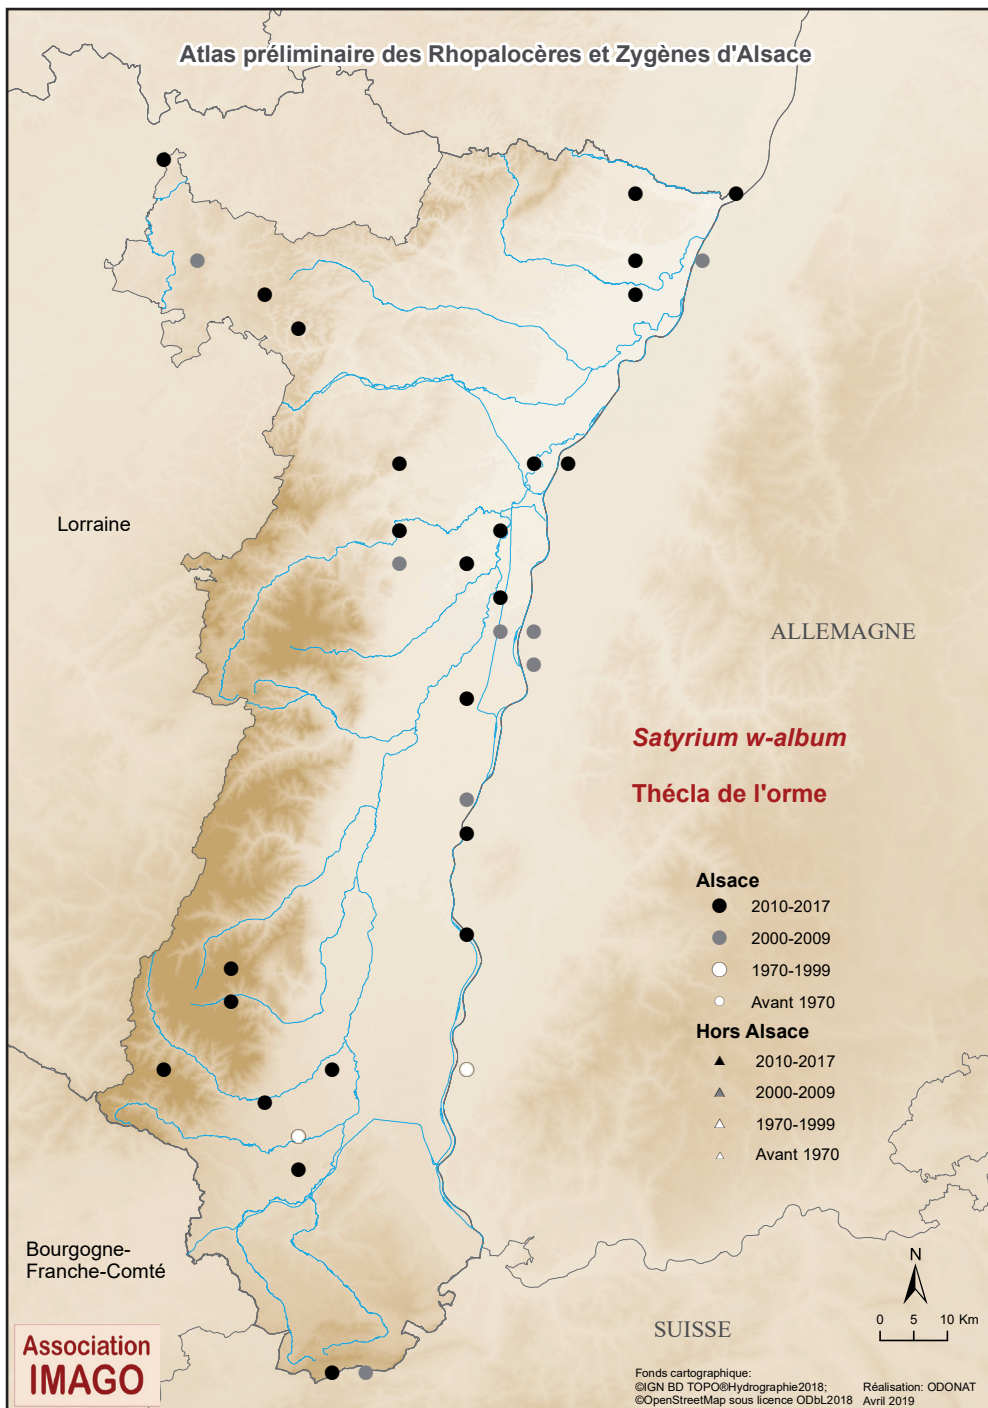 Atlas préliminaire des Rhopalocères et Zygènes d'Alsace
Lorraine
ALLEMAGNE
Satyrium w-album
Thécla de l'orme
Alsace
2010-2017
2000-2009
1970-1999
Avant 1970
Hors Alsace
2010-2017
2000-2009
1970-1999
Avant 1970
Bourgogne-
Franche-Comté
N
0 5 10 Km
SUISSE
Association
IMAGO
Fonds cartographique:
©IGN BD TOPO®Hydrographie2018;
©OpenStreetMap sous licence ODbL2018
Réalisation: ODONAT
Avril 2019